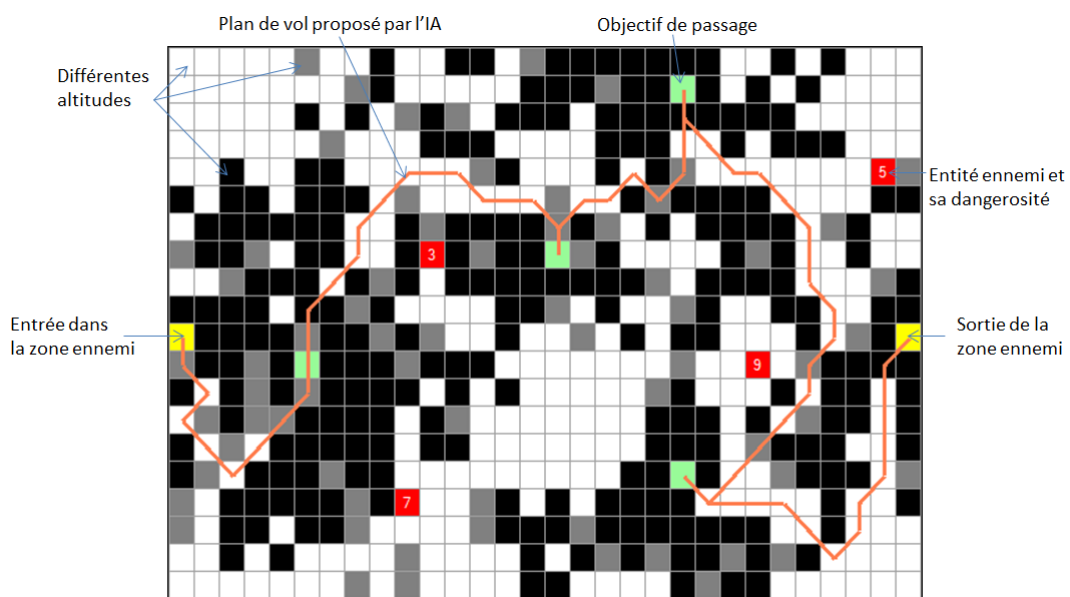 Plan de vol proposé par l'IA
Objectif de passage
Différentes
altitudes
5
Entité ennemi et
sa dangerosité
3
Entrée dans
la zone ennemi
Sortie de la
zone ennemi
9
7